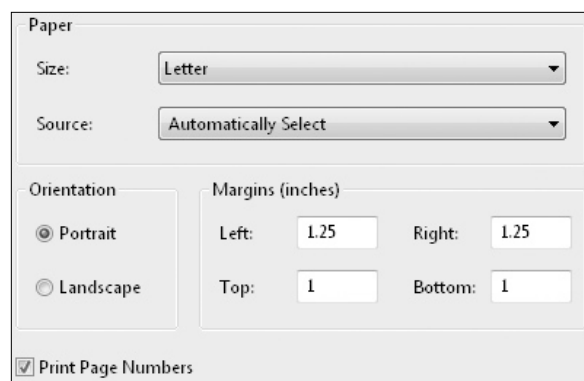 Paper
Size: Letter
Source: Automatically Select
Orientation
Portrait
Landscape
Margins (inches)
Left: 1.25 Right: 1.25
Top: 1 Bottom: 1
Print Page Numbers